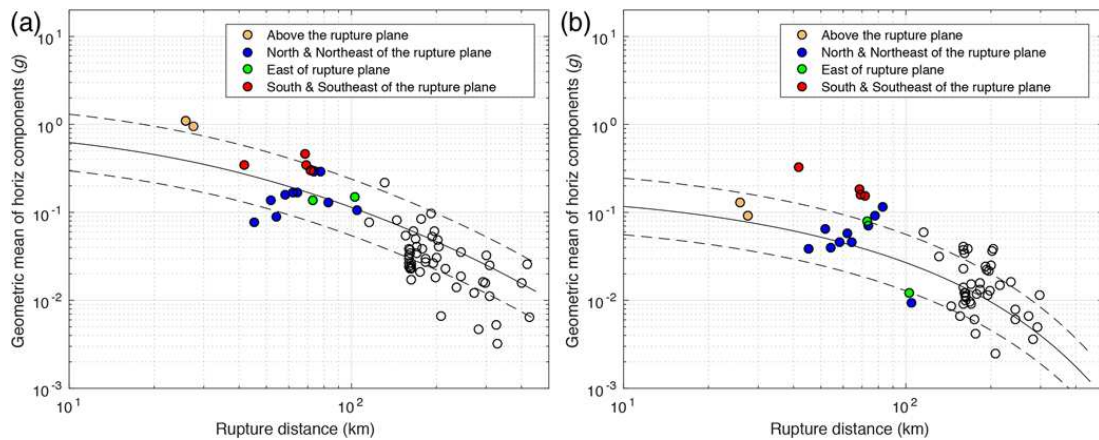 (a)
Geometric mean of horiz components (g)
10^1
10^0
10^-1
10^-2
10^-3
Above the rupture plane
North & Northeast of the rupture plane
East of rupture plane
South & Southeast of the rupture plane
10^1
10^2
Rupture distance (km)
(b)
Geometric mean of horiz components (g)
10^1
10^0
10^-1
10^-2
10^-3
Above the rupture plane
North & Northeast of the rupture plane
East of rupture plane
South & Southeast of the rupture plane
10^1
10^2
Rupture distance (km)